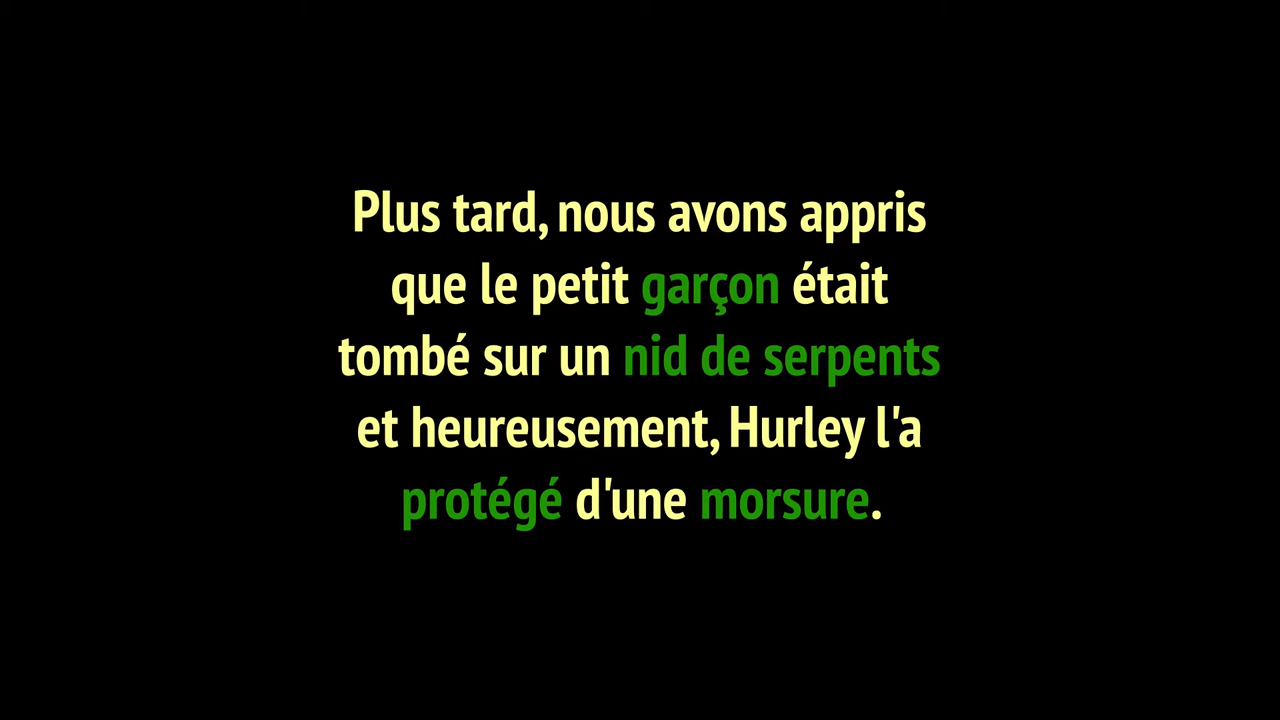 Plus tard, nous avons appris
que le petit garçon était
tombé sur un nid de serpents
et heureusement, Hurley l'a
protégé d'une morsure.